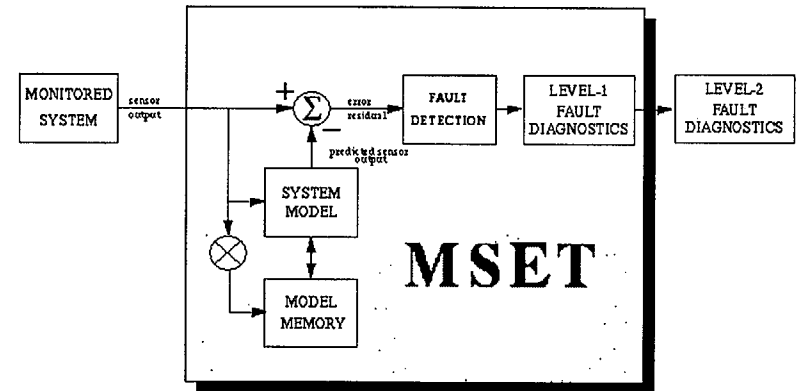 MONITORED
SYSTEM
sensor
output
+
Σ
−
error
residual
predicted sensor
output
FAULT
DETECTION
LEVEL-1
FAULT
DIAGNOSTICS
LEVEL-2
FAULT
DIAGNOSTICS
SYSTEM
MODEL
MODEL
MEMORY
MSET